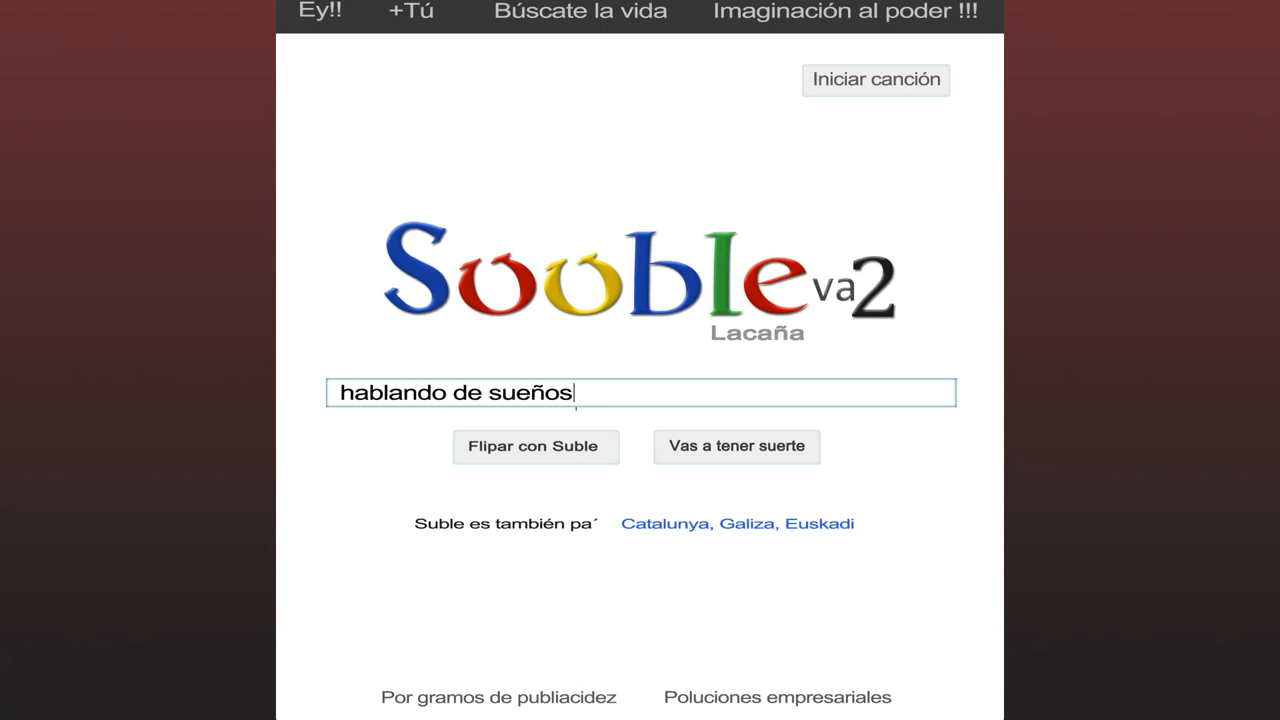 Ey!! +Tú Búscate la vida Imaginación al poder !!!
Iniciar canción
Sooble va2
Lacaña
hablando de sueños
Flipar con Suble Vas a tener suerte
Suble es también pa´ Catalunya, Galiza, Euskadi
Por gramos de publiacidez Poluciones empresariales